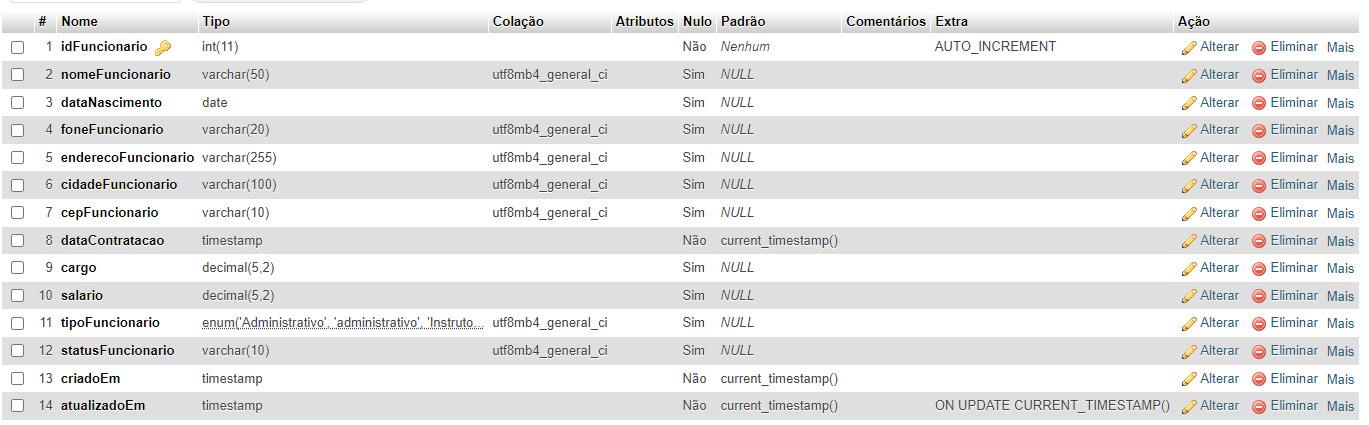 # Nome Tipo Colação Atributos Nulo Padrão Comentários Extra Ação
1 idFuncionario int(11) Não Nenhum AUTO_INCREMENT Alterar Eliminar Mais
2 nomeFuncionario varchar(50) utf8mb4_general_ci Sim NULL Alterar Eliminar Mais
3 dataNascimento date Sim NULL Alterar Eliminar Mais
4 foneFuncionario varchar(20) utf8mb4_general_ci Sim NULL Alterar Eliminar Mais
5 enderecoFuncionario varchar(255) utf8mb4_general_ci Sim NULL Alterar Eliminar Mais
6 cidadeFuncionario varchar(100) utf8mb4_general_ci Sim NULL Alterar Eliminar Mais
7 cepFuncionario varchar(10) utf8mb4_general_ci Sim NULL Alterar Eliminar Mais
8 dataContratacao timestamp Não current_timestamp() Alterar Eliminar Mais
9 cargo decimal(5,2) Sim NULL Alterar Eliminar Mais
10 salario decimal(5,2) Sim NULL Alterar Eliminar Mais
11 tipoFuncionario enum('Administrativo', 'administrativo', 'Instruto... utf8mb4_general_ci Sim NULL Alterar Eliminar Mais
12 statusFuncionario varchar(10) utf8mb4_general_ci Sim NULL Alterar Eliminar Mais
13 criadoEm timestamp Não current_timestamp() Alterar Eliminar Mais
14 atualizadoEm timestamp Não current_timestamp() ON UPDATE CURRENT_TIMESTAMP() Alterar Eliminar Mais